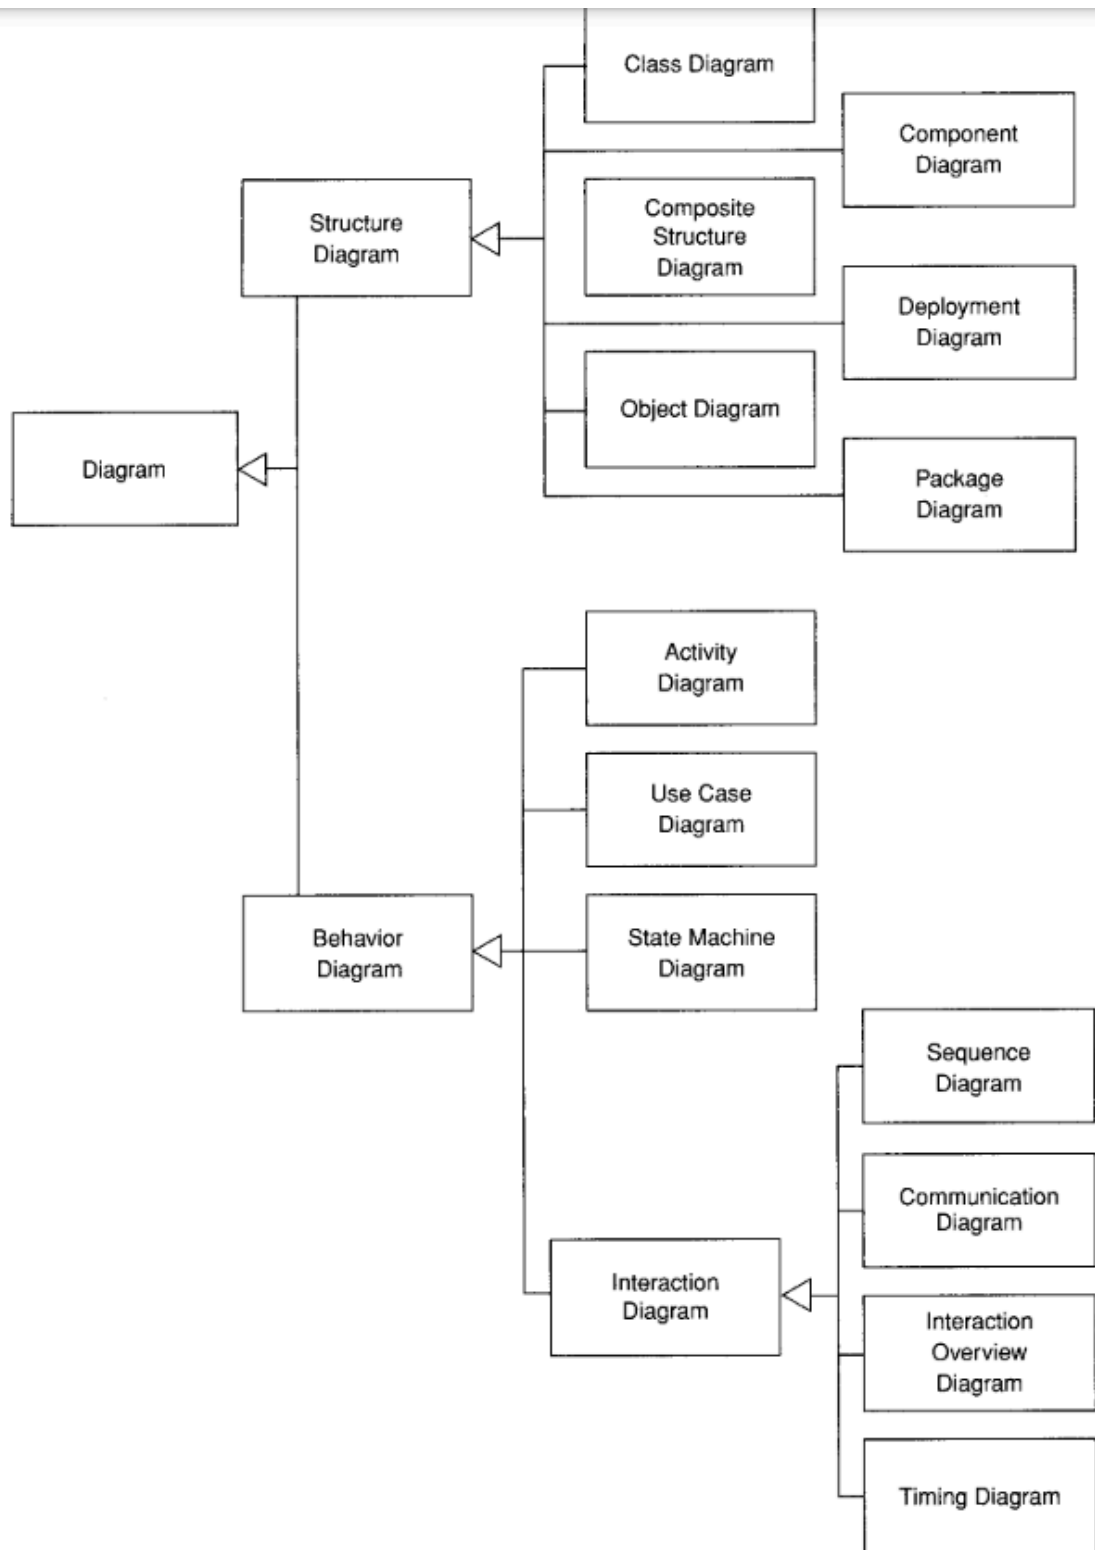 Class Diagram
Component
Diagram
Structure
Diagram
Composite
Structure
Diagram
Deployment
Diagram
Object Diagram
Diagram
Package
Diagram
Activity
Diagram
Use Case
Diagram
Behavior
Diagram
State Machine
Diagram
Sequence
Diagram
Communication
Diagram
Interaction
Diagram
Interaction
Overview
Diagram
Timing Diagram